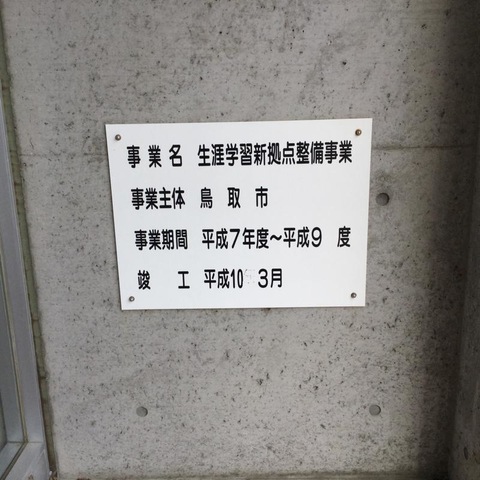 事業名 生涯学習新拠点整備事業
事業主体 鳥取市
事業期間 平成7年度～平成9 度
竣工 平成10 3月